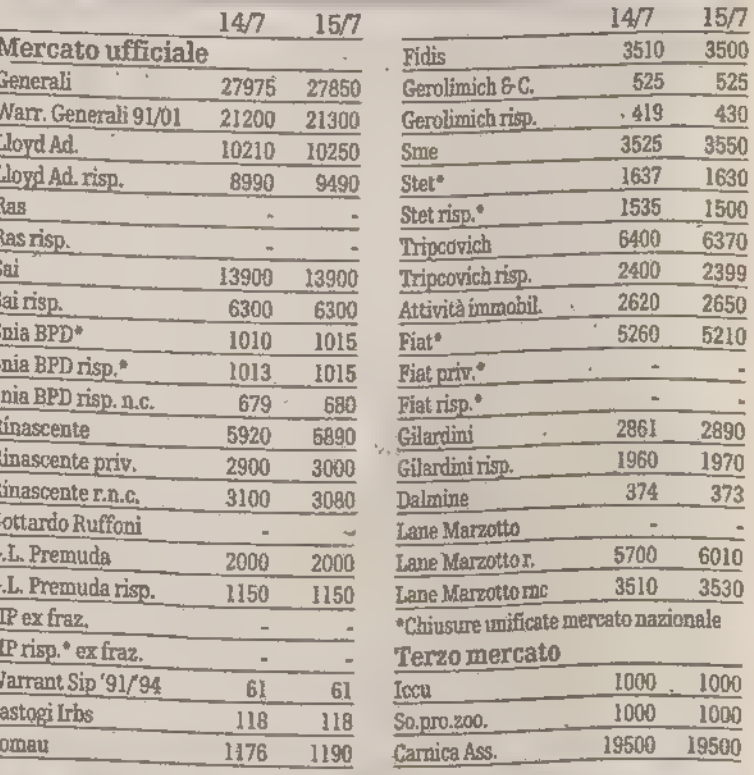 14/7 15/7
Mercato ufficiale
Generali 27975 27850
Warr. Generali 91/01 21200 21300
Lloyd Ad. 10210 10250
Lloyd Ad. risp. 8990 9490
Ras - -
Ras risp. - -
Sai 13900 13900
Sai risp. 6300 6300
Snia BPD* 1010 1015
Snia BPD risp.* 1013 1015
Snia BPD risp. n.c. 679 680
Rinascente 5920 5890
Rinascente priv. 2900 3000
Rinascente r.n.c. 3100 3080
Gottardo Ruffoni - -
.L. Premuda 2000 2000
.L. Premuda risp. 1150 1150
IP ex fraz. - -
IP risp.* ex fraz. - -
Warrant Sip '91/'94 61 61
astogi Irbs 118 118
omau 1176 1190
14/7 15/7
Fidis 3510 3500
Gerolimich & C. 525 525
Gerolimich risp. 419 430
Sme 3525 3550
Stet* 1637 1630
Stet risp.* 1535 1500
Tripcovich 6400 6370
Tripcovich risp. 2400 2399
Attività immobil. 2620 2650
Fiat* 5260 5210
Fiat priv.* - -
Fiat risp.* - -
Gilardini 2861 2890
Gilardini risp. 1960 1970
Dalmine 374 373
Lane Marzotto - -
Lane Marzotto r. 5700 6010
Lane Marzotto rnc 3510 3530
*Chiusure unificate mercato nazionale
Terzo mercato
Iccu 1000 1000
So.pro.zoo. 1000 1000
Carnica Ass. 19500 19500